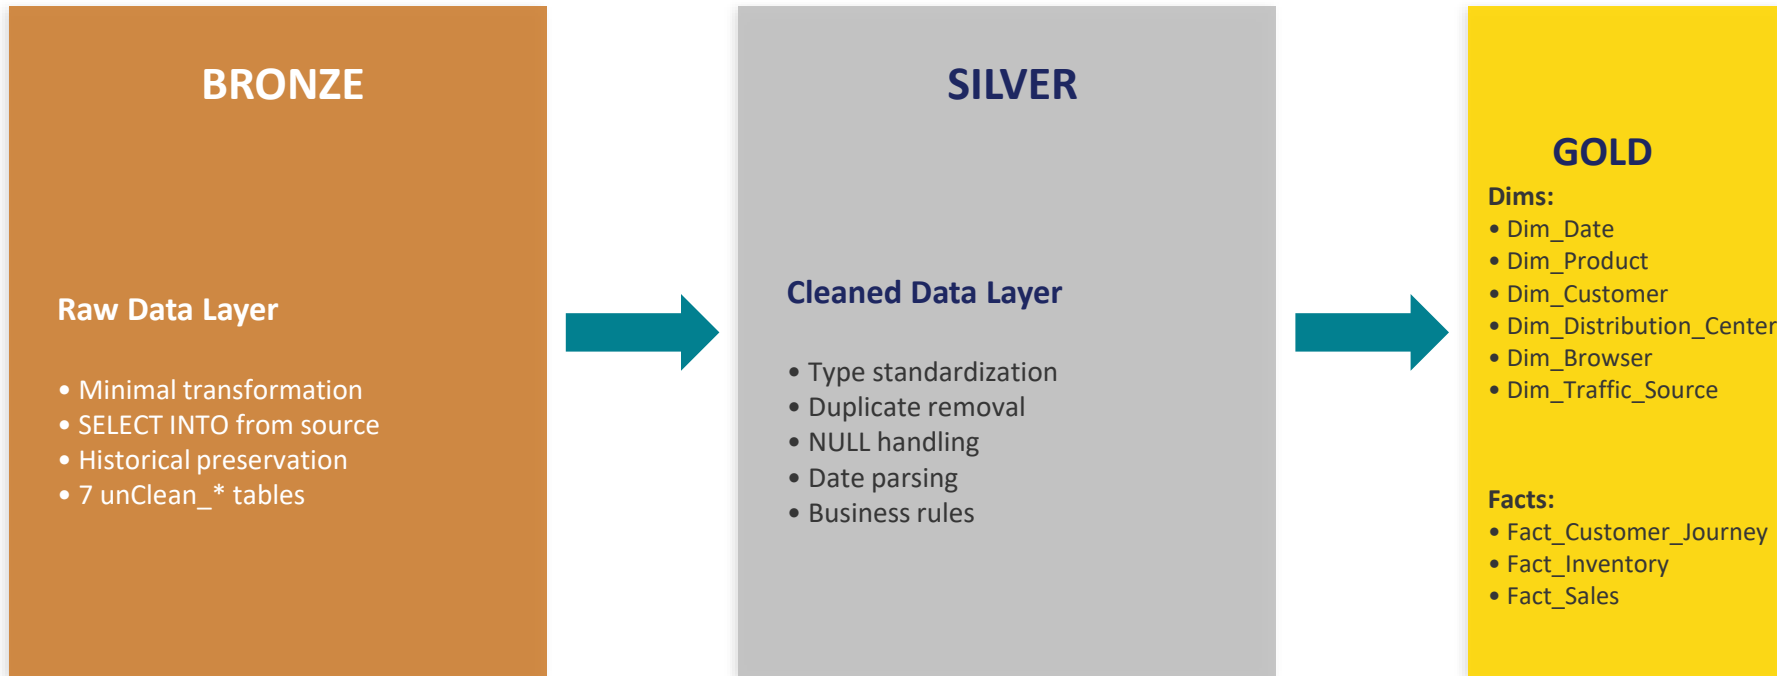 BRONZE
Raw Data Layer
• Minimal transformation
• SELECT INTO from source
• Historical preservation
• 7 unClean_* tables
SILVER
Cleaned Data Layer
• Type standardization
• Duplicate removal
• NULL handling
• Date parsing
• Business rules
GOLD
Dims:
• Dim_Date
• Dim_Product
• Dim_Customer
• Dim_Distribution_Center
• Dim_Browser
• Dim_Traffic_Source
Facts:
• Fact_Customer_Journey
• Fact_Inventory
• Fact_Sales